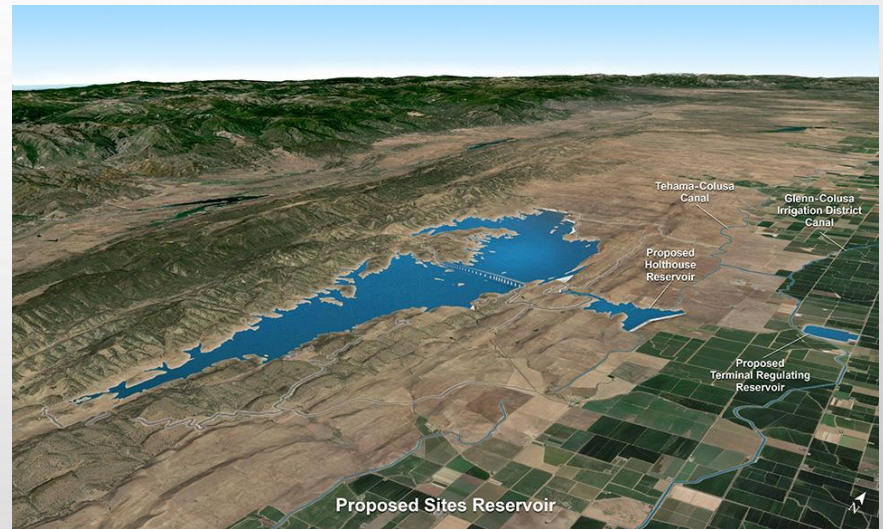 Tehama-Colusa
Canal
Glenn-Colusa
Irrigation District
Canal
Proposed
Holthouse
Reservoir
Proposed
Terminal Regulating
Reservoir
Proposed Sites Reservoir
N